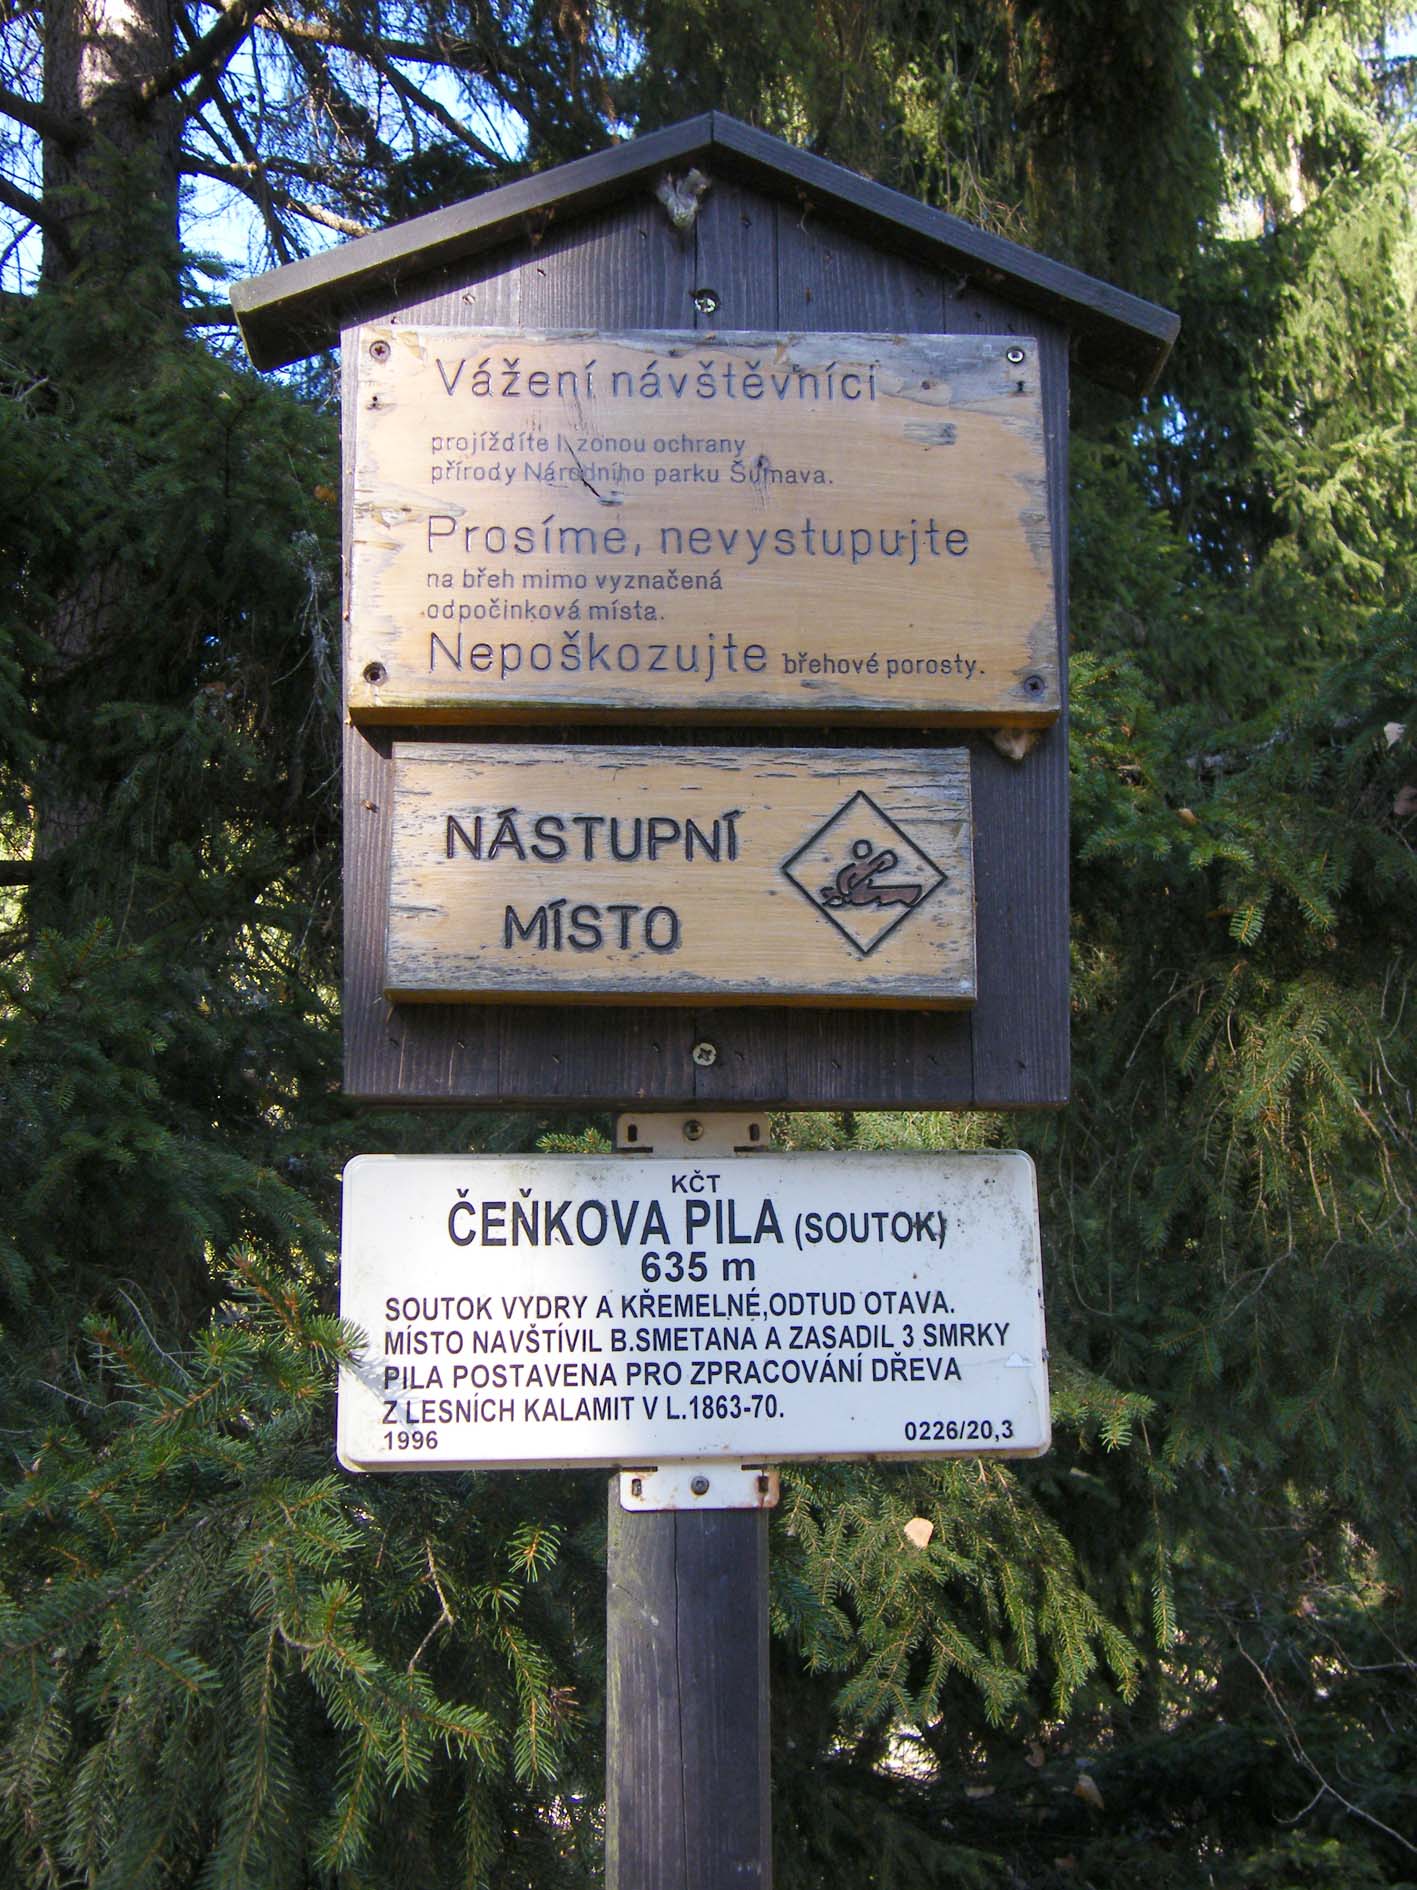 Vážení návštěvníci
projíždíte I. zonou ochrany
přírody Národního parku Šumava.
Prosíme, nevystupujte
na břeh mimo vyznačená
odpočinková místa.
Nepoškozujte břehové porosty.
NÁSTUPNÍ
MÍSTO
KČT
ČEŇKOVA PILA (SOUTOK)
635 m
SOUTOK VYDRY A KŘEMELNÉ,ODTUD OTAVA.
MÍSTO NAVŠTÍVIL B.SMETANA A ZASADIL 3 SMRKY
PILA POSTAVENA PRO ZPRACOVÁNÍ DŘEVA
Z LESNÍCH KALAMIT V L.1863-70.
1996 0226/20,3